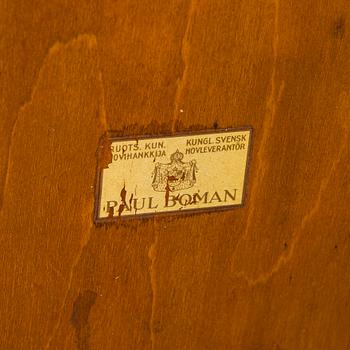 RUOTS. KUN. KUNGL. SVENSK
HOVIHANKKIJA HOVLEVERANTÖR
PAUL BOMAN